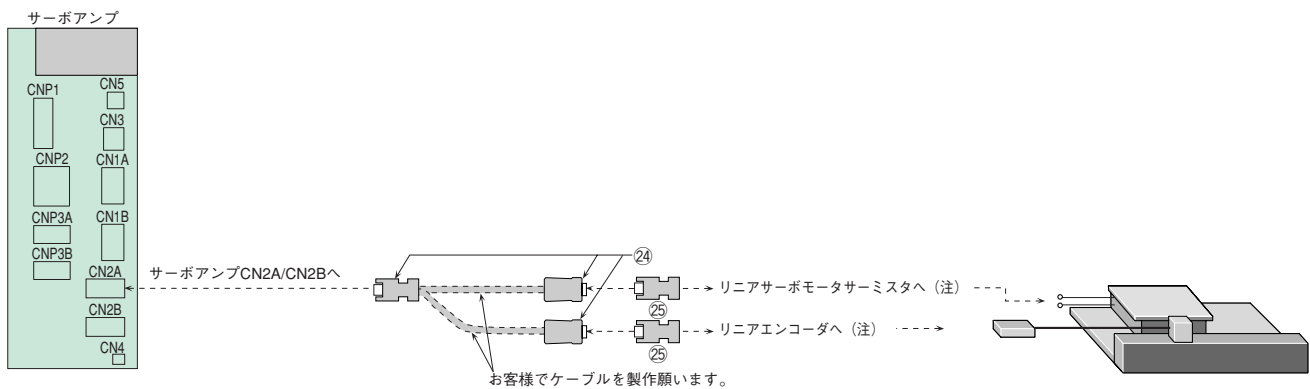 サーボアンプ
CNP1
CN5
CN3
CNP2
CN1A
CNP3A
CN1B
CNP3B
CN2A
CN2B
CN4
サーボアンプCN2A/CN2Bへ
㉔
リニアサーボモータサーミスタへ（注）
㉕
リニアエンコーダへ（注）
㉕
お客様でケーブルを製作願います。